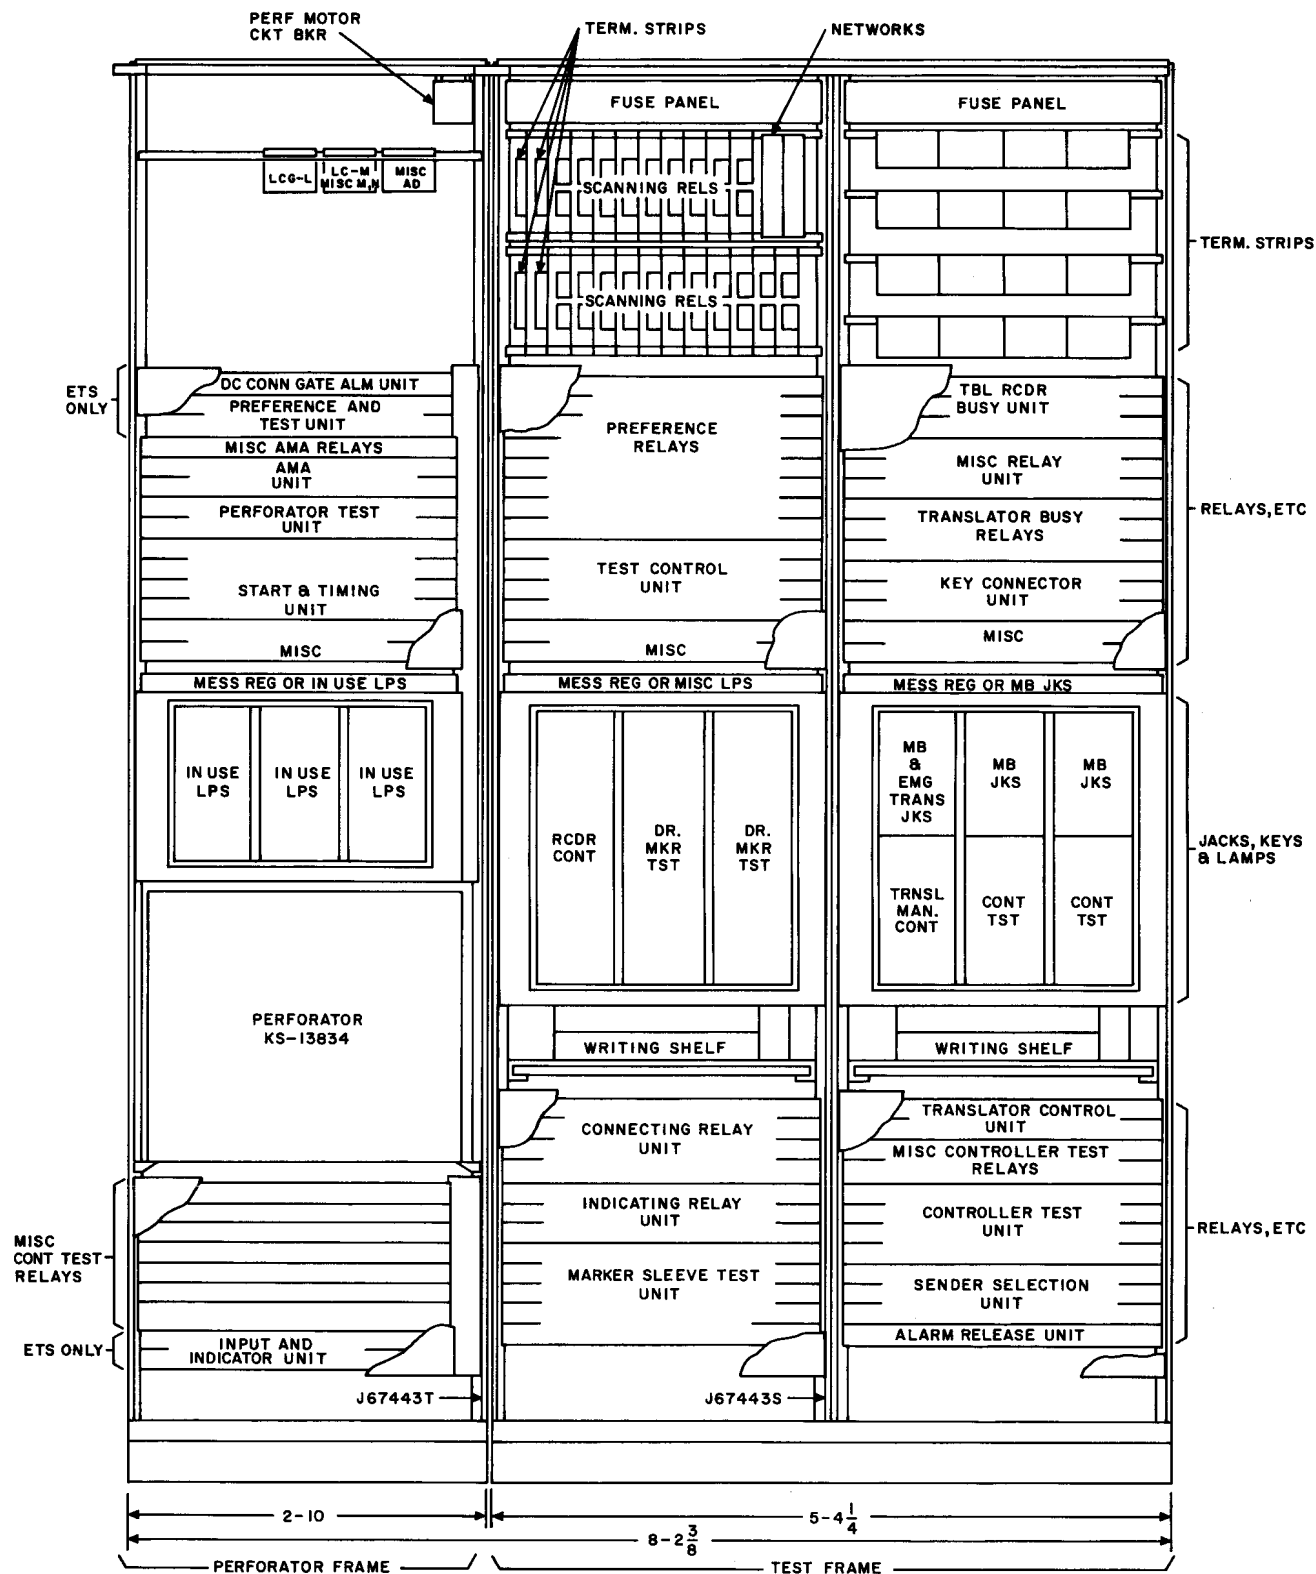 PERF MOTOR
CKT BKR
TERM. STRIPS
NETWORKS
FUSE PANEL
FUSE PANEL
LCG-L
LC-M
MISC M,N
MISC
AD
SCANNING RELS
SCANNING RELS
TERM. STRIPS
ETS
ONLY
DC CONN GATE ALM UNIT
PREFERENCE AND
TEST UNIT
MISC AMA RELAYS
AMA
UNIT
PERFORATOR TEST
UNIT
START & TIMING
UNIT
MISC
MESS REG OR IN USE LPS
PREFERENCE
RELAYS
TEST CONTROL
UNIT
MISC
MESS REG OR MISC LPS
TBL RCDR
BUSY UNIT
MISC RELAY
UNIT
TRANSLATOR BUSY
RELAYS
KEY CONNECTOR
UNIT
MISC
MESS REG OR MB JKS
RELAYS, ETC
IN USE
LPS
IN USE
LPS
IN USE
LPS
RCDR
CONT
DR.
MKR
TST
DR.
MKR
TST
MB
&
EMG
TRANS
JKS
MB
JKS
MB
JKS
TRNSL
MAN.
CONT
CONT
TST
CONT
TST
JACKS, KEYS
& LAMPS
PERFORATOR
KS-13834
WRITING SHELF
WRITING SHELF
MISC
CONT TEST
RELAYS
ETS ONLY
INPUT AND
INDICATOR UNIT
CONNECTING RELAY
UNIT
INDICATING RELAY
UNIT
MARKER SLEEVE TEST
UNIT
TRANSLATOR CONTROL
UNIT
MISC CONTROLLER TEST
RELAYS
CONTROLLER TEST
UNIT
SENDER SELECTION
UNIT
ALARM RELEASE UNIT
RELAYS, ETC
J67443T
J67443S
2-10
5-4 1/4
8-2 3/8
PERFORATOR FRAME
TEST FRAME